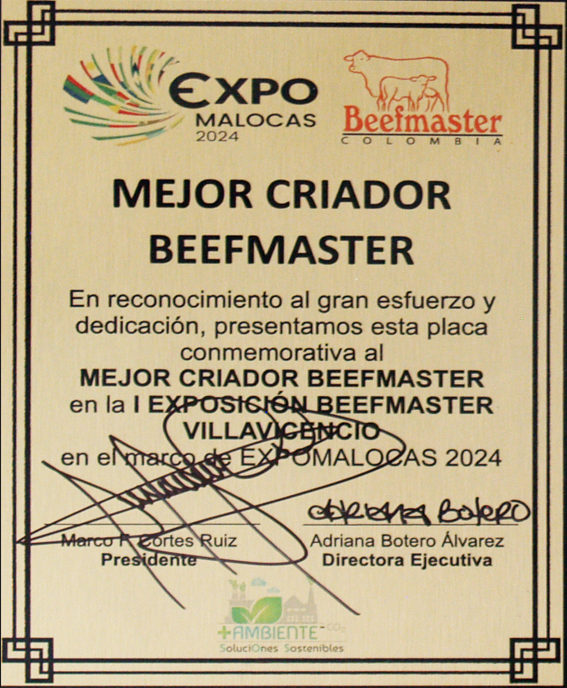 EXPO
MALOCAS
2024
Beefmaster
COLOMBIA
MEJOR CRIADOR
BEEFMASTER
En reconocimiento al gran esfuerzo y
dedicación, presentamos esta placa
conmemorativa al
MEJOR CRIADOR BEEFMASTER
en la I EXPOSICIÓN BEEFMASTER
VILLAVICENCIO
en el marco de EXPOMALOCAS 2024
ADRIANA BOTERO
Marco F. Cortes Ruiz
Presidente
Adriana Botero Álvarez
Directora Ejecutiva
+AMBIENTE-CO₂
SoluciOnes Sostenibles